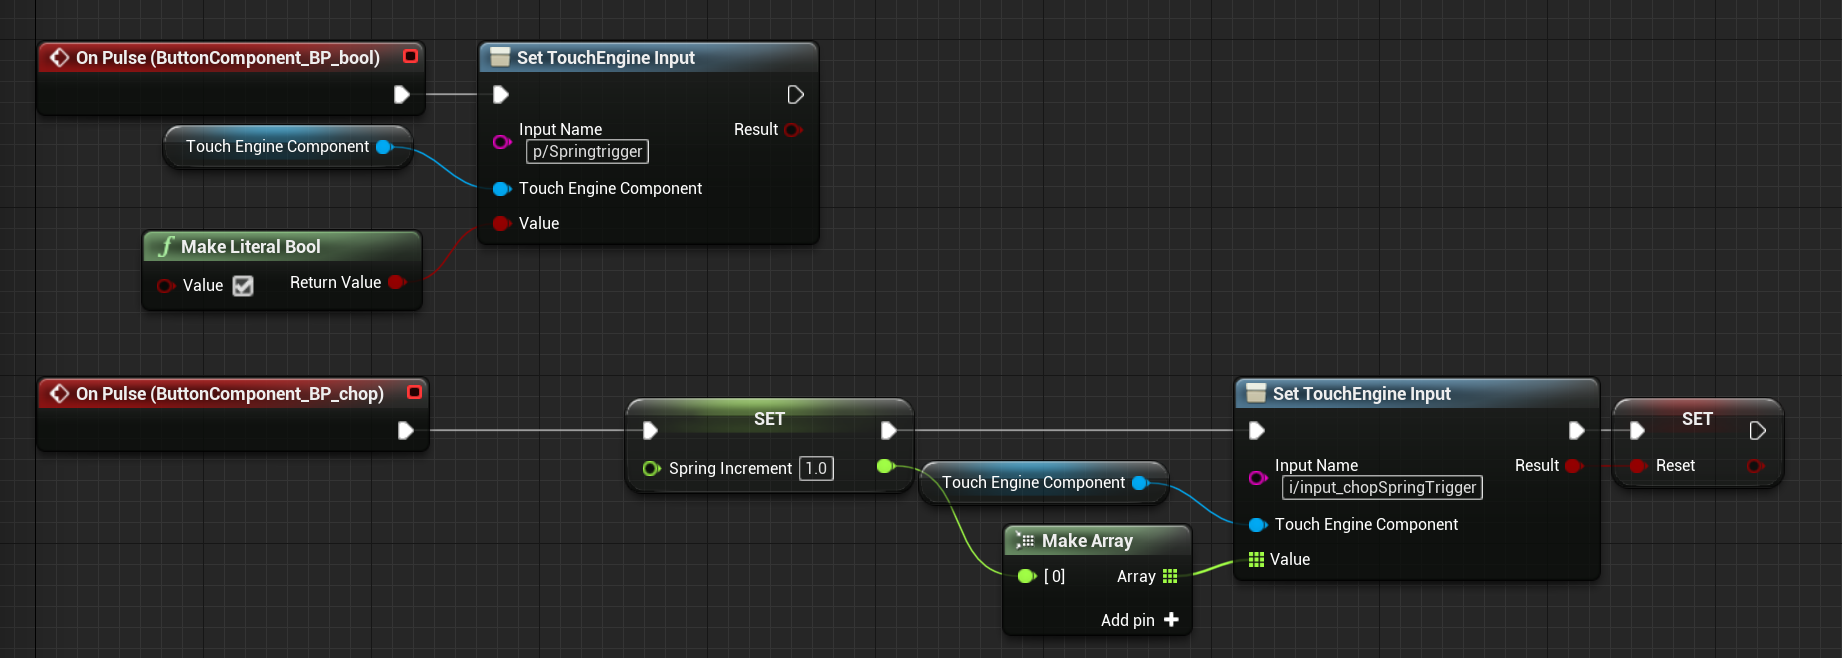 On Pulse (ButtonComponent_BP_bool)
Set TouchEngine Input
Input Name
p/Springtrigger
Result
Touch Engine Component
Touch Engine Component
Value
Make Literal Bool
Value
Return Value
On Pulse (ButtonComponent_BP_chop)
SET
Spring Increment 1.0
Touch Engine Component
Make Array
[ 0]
Array
Add pin
Set TouchEngine Input
Input Name
i/input_chopSpringTrigger
Result
Touch Engine Component
Value
SET
Reset